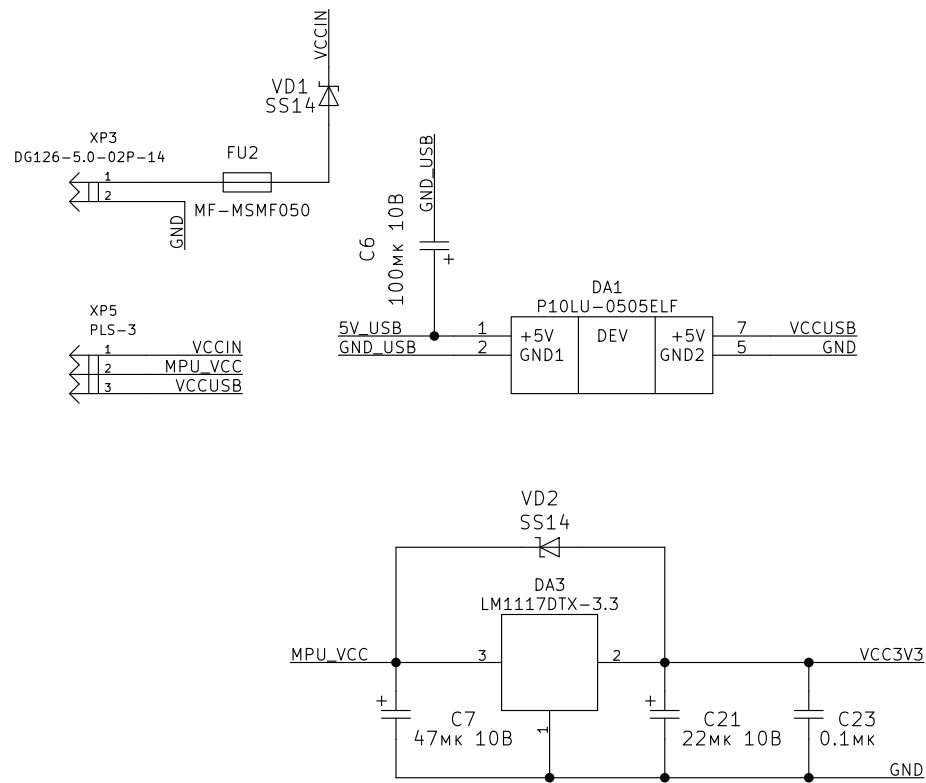 VCCIN
VD1
SS14
XP3
DG126-5.0-02P-14
FU2
1
2
MF-MSMF050
GND
GND_USB
C6
100мк 10В
+
DA1
P10LU-0505ELF
5V_USB
1
+5V
DEV
+5V
7
VCCUSB
GND_USB
2
GND1
GND2
5
GND
XP5
PLS-3
1
VCCIN
2
MPU_VCC
3
VCCUSB
VD2
SS14
DA3
LM1117DTX-3.3
MPU_VCC
3
2
VCC3V3
1
+
C7
47мк 10В
+
C21
22мк 10В
C23
0.1мк
GND